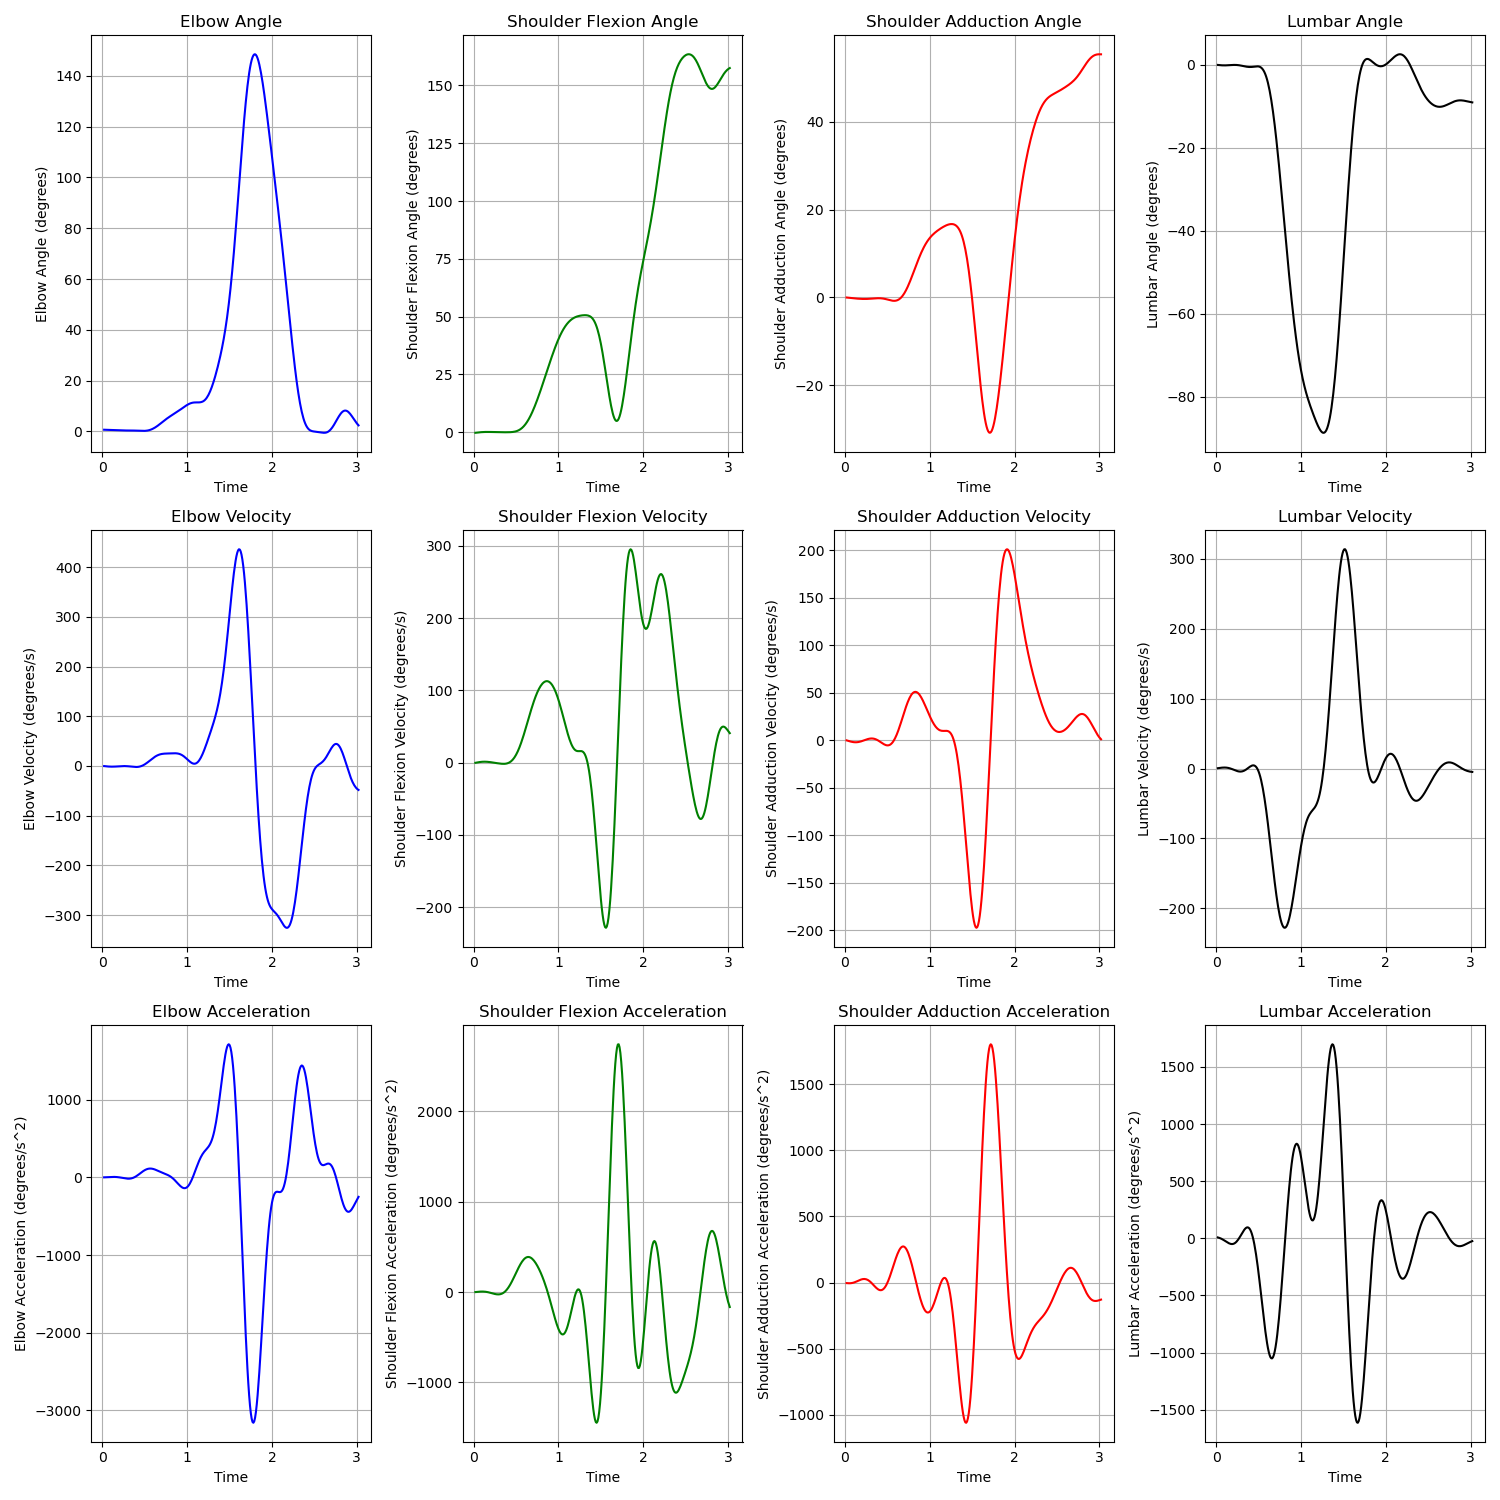 Elbow Angle
Elbow Angle (degrees)
140
120
100
80
60
40
20
0
0 1 2 3
Time
Shoulder Flexion Angle
Shoulder Flexion Angle (degrees)
150
125
100
75
50
25
0
0 1 2 3
Time
Shoulder Adduction Angle
Shoulder Adduction Angle (degrees)
40
20
0
−20
0 1 2 3
Time
Lumbar Angle
Lumbar Angle (degrees)
0
−20
−40
−60
−80
0 1 2 3
Time
Elbow Velocity
Elbow Velocity (degrees/s)
400
300
200
100
0
−100
−200
−300
0 1 2 3
Time
Shoulder Flexion Velocity
Shoulder Flexion Velocity (degrees/s)
300
200
100
0
−100
−200
0 1 2 3
Time
Shoulder Adduction Velocity
Shoulder Adduction Velocity (degrees/s)
200
150
100
50
0
−50
−100
−150
−200
0 1 2 3
Time
Lumbar Velocity
Lumbar Velocity (degrees/s)
300
200
100
0
−100
−200
0 1 2 3
Time
Elbow Acceleration
Elbow Acceleration (degrees/s^2)
1000
0
−1000
−2000
−3000
0 1 2 3
Time
Shoulder Flexion Acceleration
Shoulder Flexion Acceleration (degrees/s^2)
2000
1000
0
−1000
0 1 2 3
Time
Shoulder Adduction Acceleration
Shoulder Adduction Acceleration (degrees/s^2)
1500
1000
500
0
−500
−1000
0 1 2 3
Time
Lumbar Acceleration
Lumbar Acceleration (degrees/s^2)
1500
1000
500
0
−500
−1000
−1500
0 1 2 3
Time